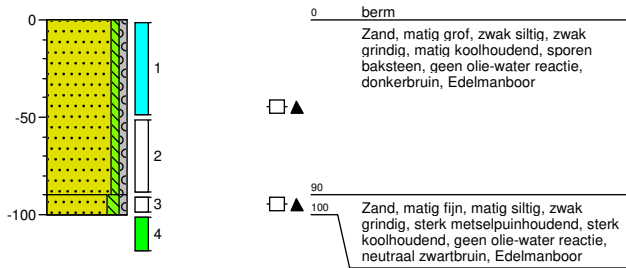 0
-50
-100
1
2
3
4
0 berm
Zand, matig grof, zwak siltig, zwak
grindig, matig koolhoudend, sporen
baksteen, geen olie-water reactie,
donkerbruin, Edelmanboor
90
100
Zand, matig fijn, matig siltig, zwak
grindig, sterk metselpuinhoudend, sterk
koolhoudend, geen olie-water reactie,
neutraal zwartbruin, Edelmanboor